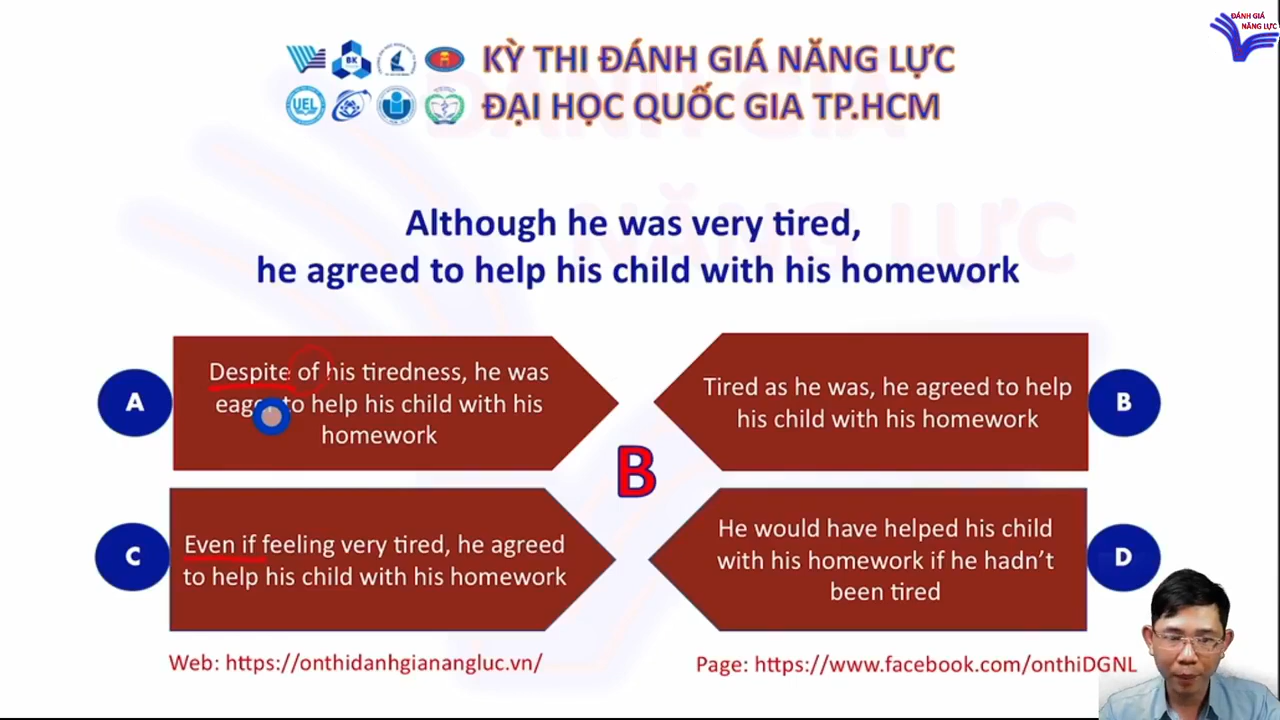 ĐÁNH GIÁ
NĂNG LỰC
KỲ THI ĐÁNH GIÁ NĂNG LỰC
ĐẠI HỌC QUỐC GIA TP.HCM
BK
UEL
Although he was very tired,
he agreed to help his child with his homework
A
Despite of his tiredness, he was
eager to help his child with his
homework
B
Tired as he was, he agreed to help
his child with his homework
B
C
Even if feeling very tired, he agreed
to help his child with his homework
D
He would have helped his child
with his homework if he hadn't
been tired
Web: https://onthidanhgianangluc.vn/
Page: https://www.facebook.com/onthiDGNL